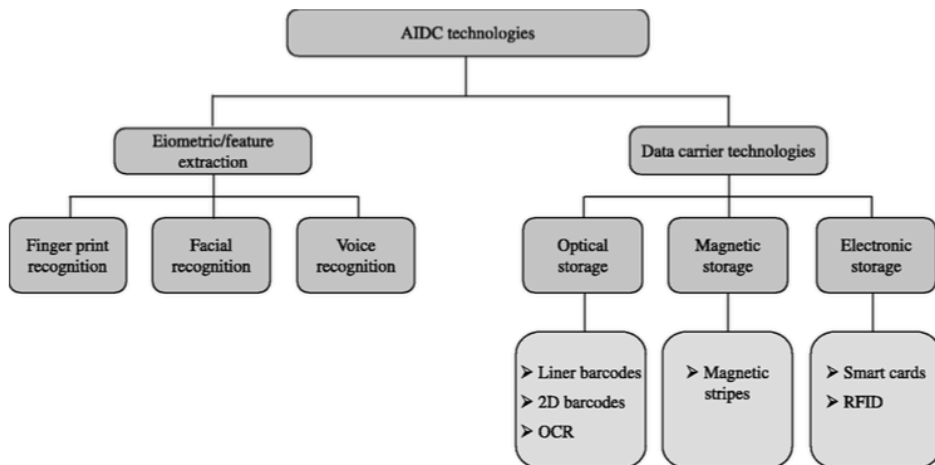 AIDC technologies
Eiometric/feature
extraction
Data carrier technologies
Finger print
recognition
Facial
recognition
Voice
recognition
Optical
storage
Magnetic
storage
Electronic
storage
➤ Liner barcodes
➤ 2D barcodes
➤ OCR
➤ Magnetic
stripes
➤ Smart cards
➤ RFID